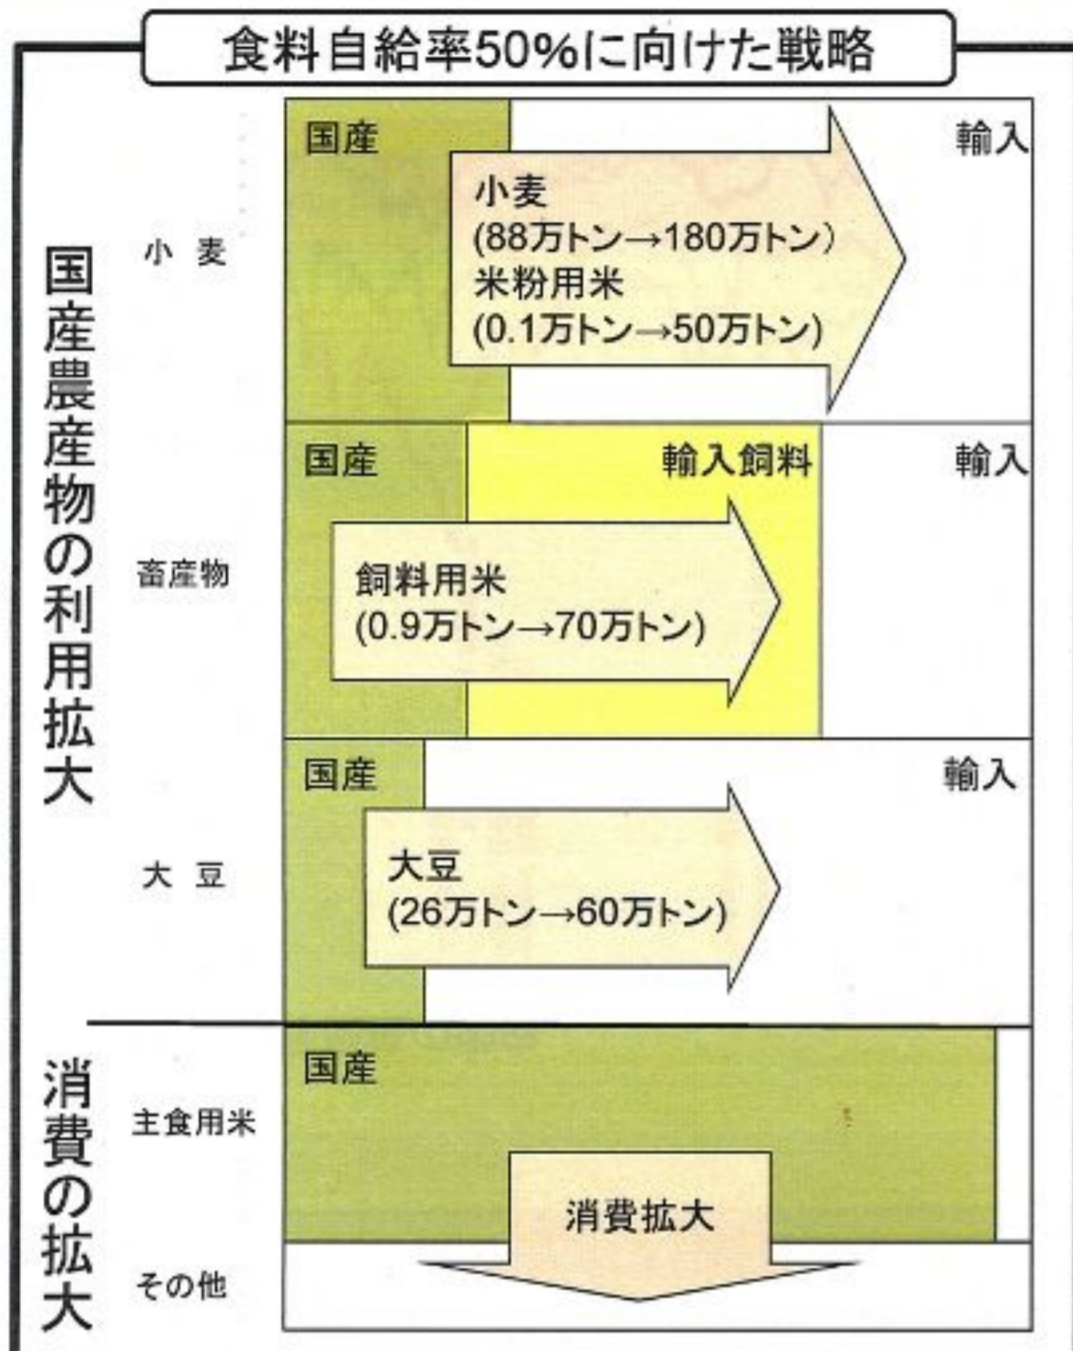 食料自給率50%に向けた戦略
国産農産物の利用拡大
小麦
国産
輸入
小麦
(88万トン→180万トン)
米粉用米
(0.1万トン→50万トン)
畜産物
国産
輸入飼料
輸入
飼料用米
(0.9万トン→70万トン)
大豆
国産
輸入
大豆
(26万トン→60万トン)
消費の拡大
主食用米
国産
消費拡大
その他